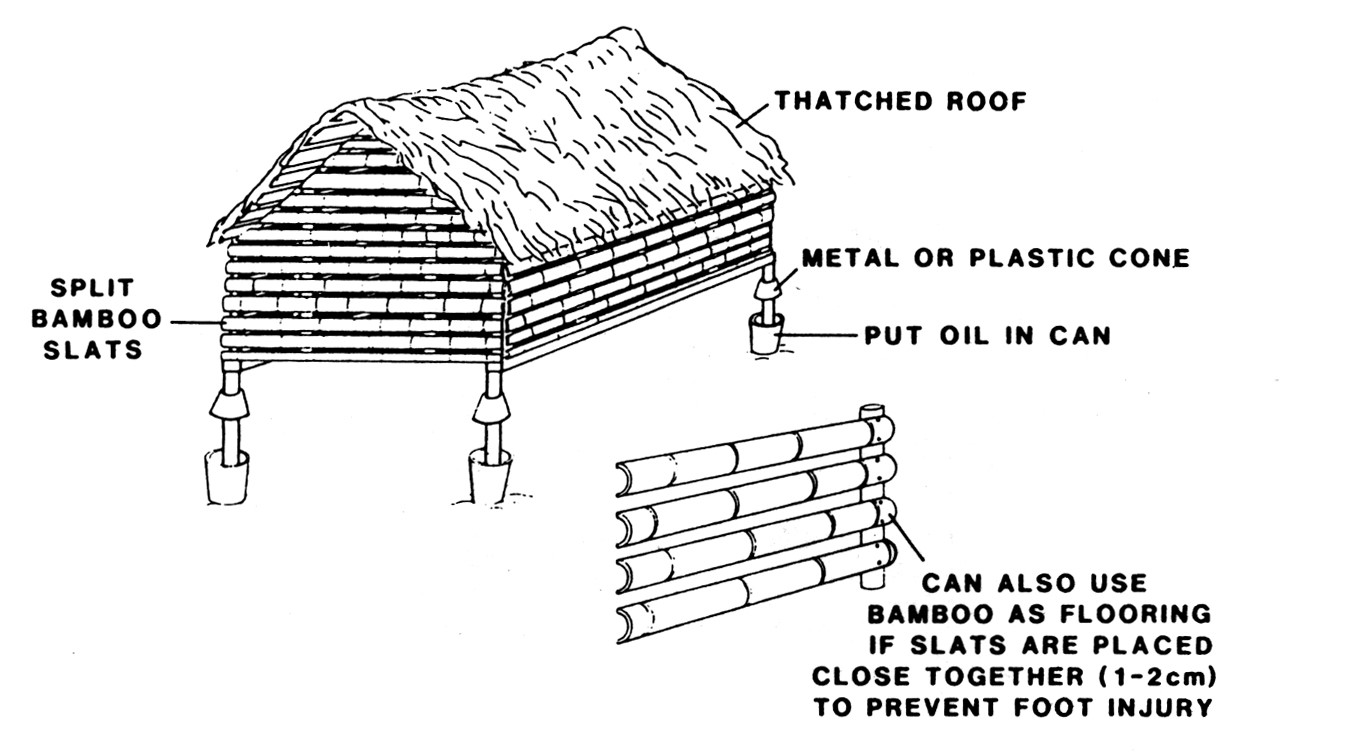 THATCHED ROOF
METAL OR PLASTIC CONE
SPLIT
BAMBOO
SLATS
PUT OIL IN CAN
CAN ALSO USE
BAMBOO AS FLOORING
IF SLATS ARE PLACED
CLOSE TOGETHER (1-2cm)
TO PREVENT FOOT INJURY